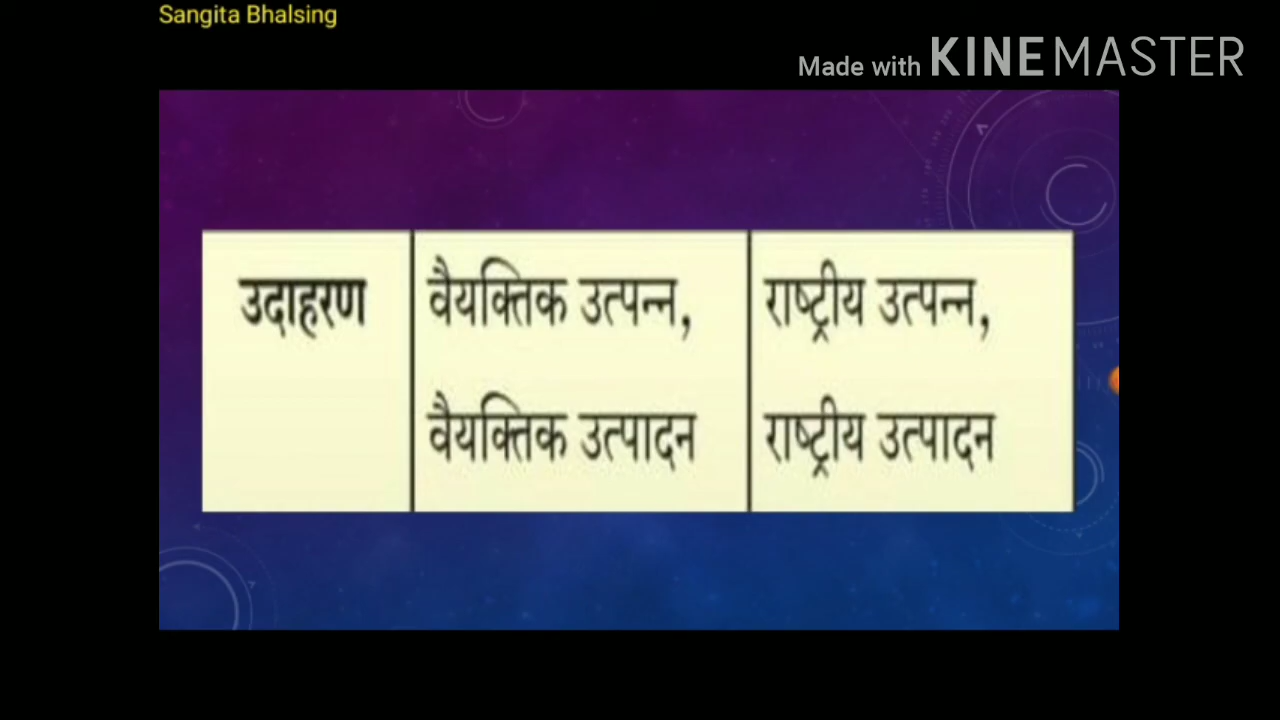 Sangita Bhalsing
Made with KINEMASTER
उदाहरण वैयक्तिक उत्पन्न, राष्ट्रीय उत्पन्न,
वैयक्तिक उत्पादन राष्ट्रीय उत्पादन